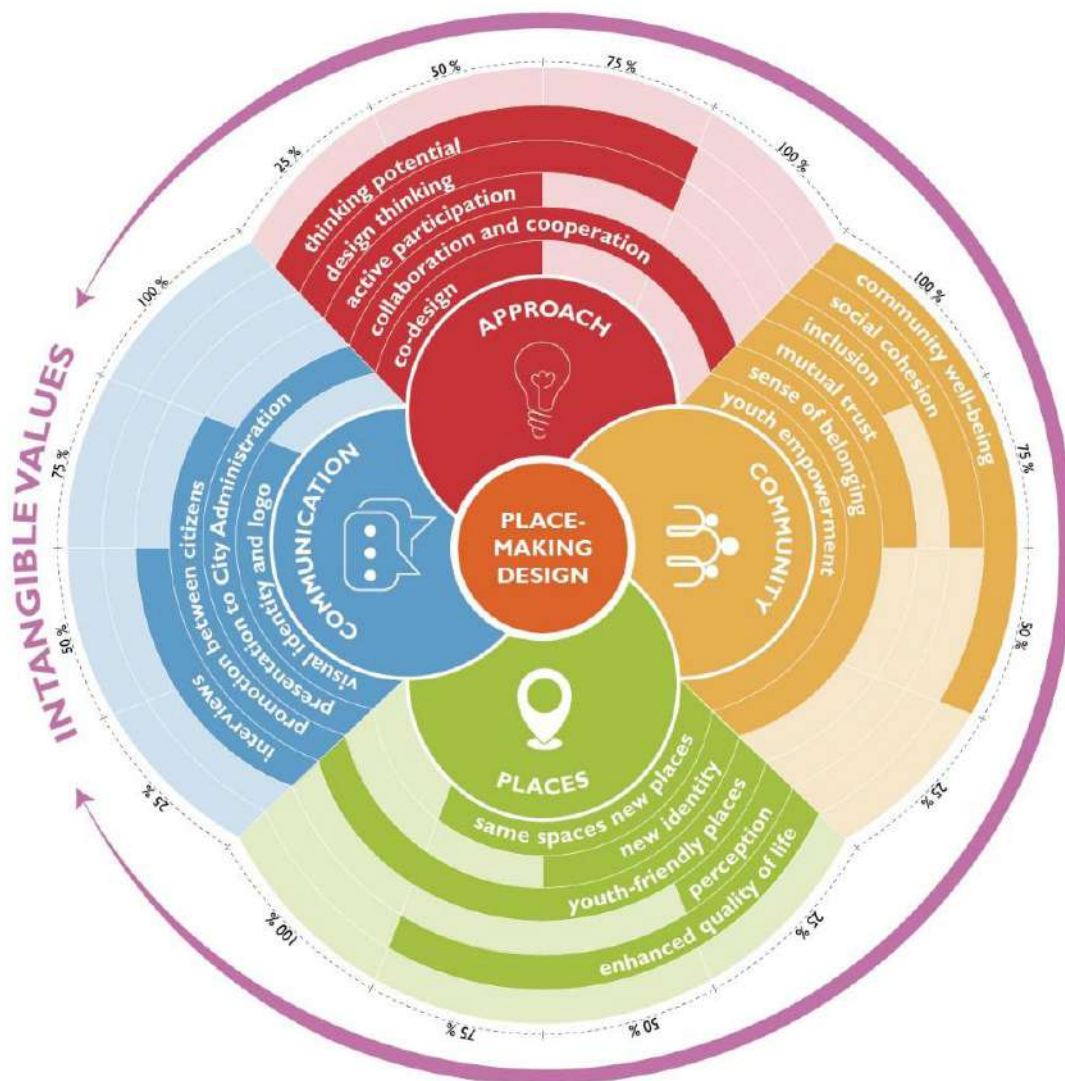 INTANGIBLE VALUES
PLACE-
MAKING
DESIGN
APPROACH
thinking potential
design thinking
active participation
collaboration and cooperation
co-design
25 %
50 %
75 %
100 %
COMMUNITY
community well-being
social cohesion
inclusion
mutual trust
sense of belonging
youth empowerment
100 %
75 %
50 %
25 %
PLACES
same spaces new places
new identity
youth-friendly places
perception
enhanced quality of life
25 %
50 %
75 %
100 %
COMMUNICATION
interviews
promotion between citizens
presentation to City Administration
visual identity and logo
25 %
50 %
75 %
100 %